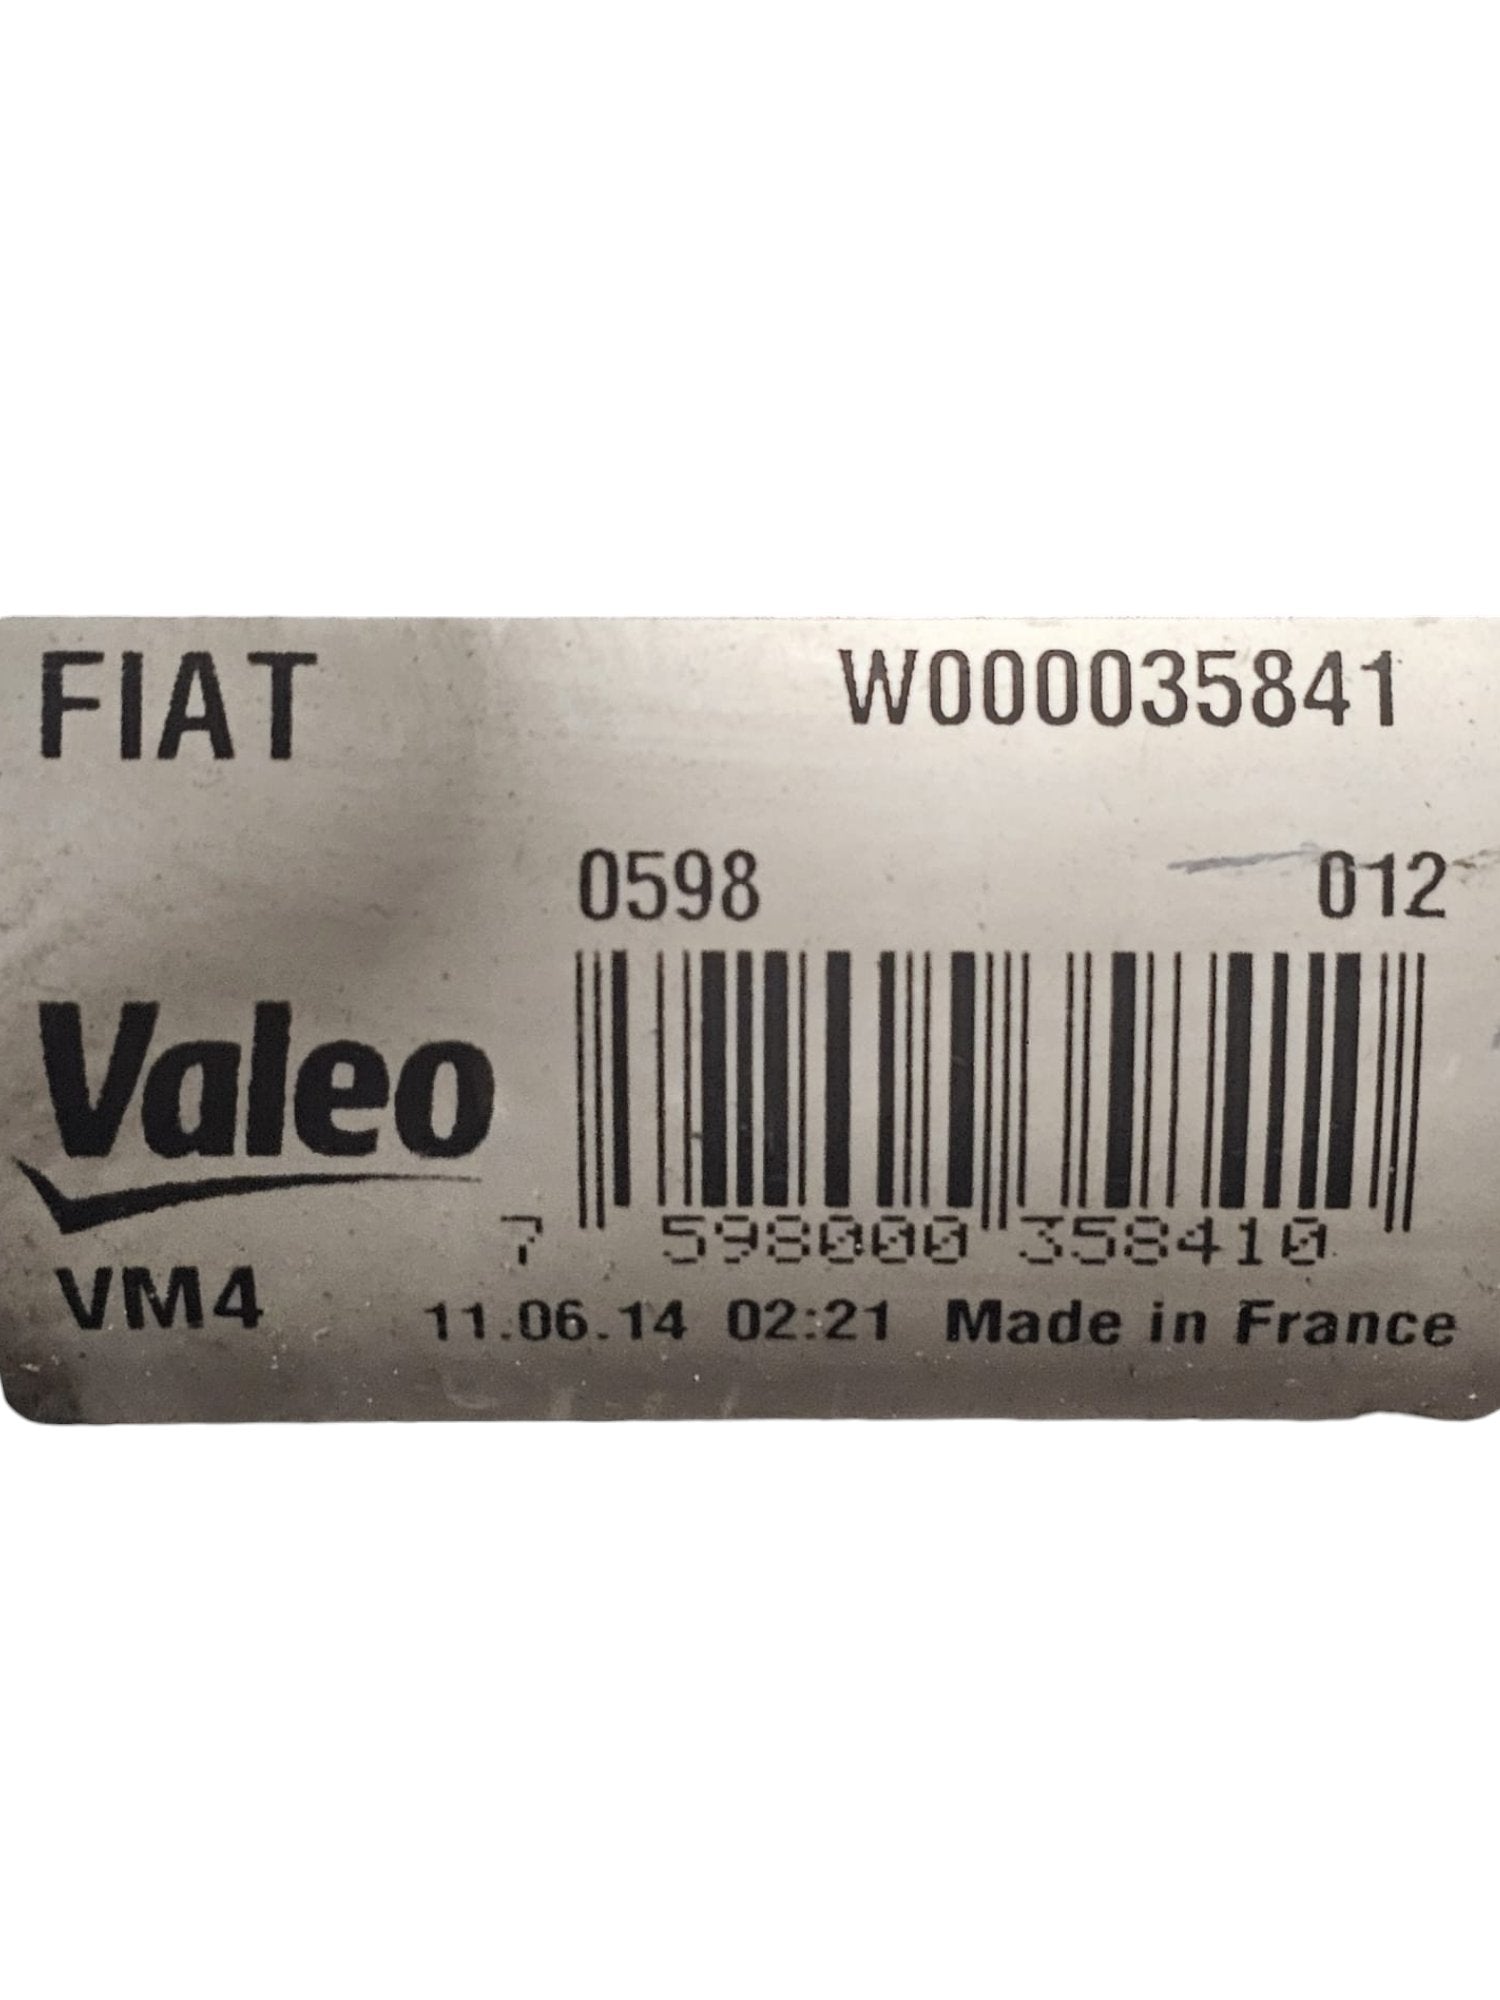 FIAT W000035841
0598 012
Valeo
7 598000 358410
VM4 11.06.14 02:21 Made in France